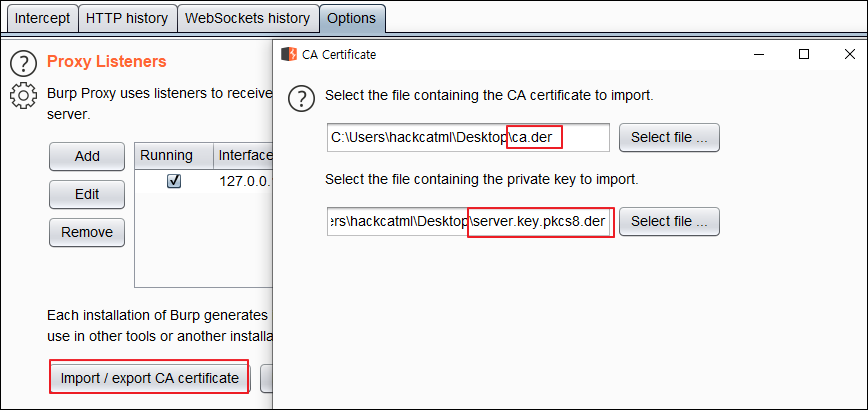 Intercept HTTP history WebSockets history Options
Proxy Listeners
Burp Proxy uses listeners to receive
server.
Add
Edit
Remove
Running Interface
127.0.0.
Each installation of Burp generates
use in other tools or another installa
Import / export CA certificate
CA Certificate
Select the file containing the CA certificate to import.
C:\Users\hackcatml\Desktop\ca.der Select file ...
Select the file containing the private key to import.
ers\hackcatml\Desktop\server.key.pkcs8.der Select file ...